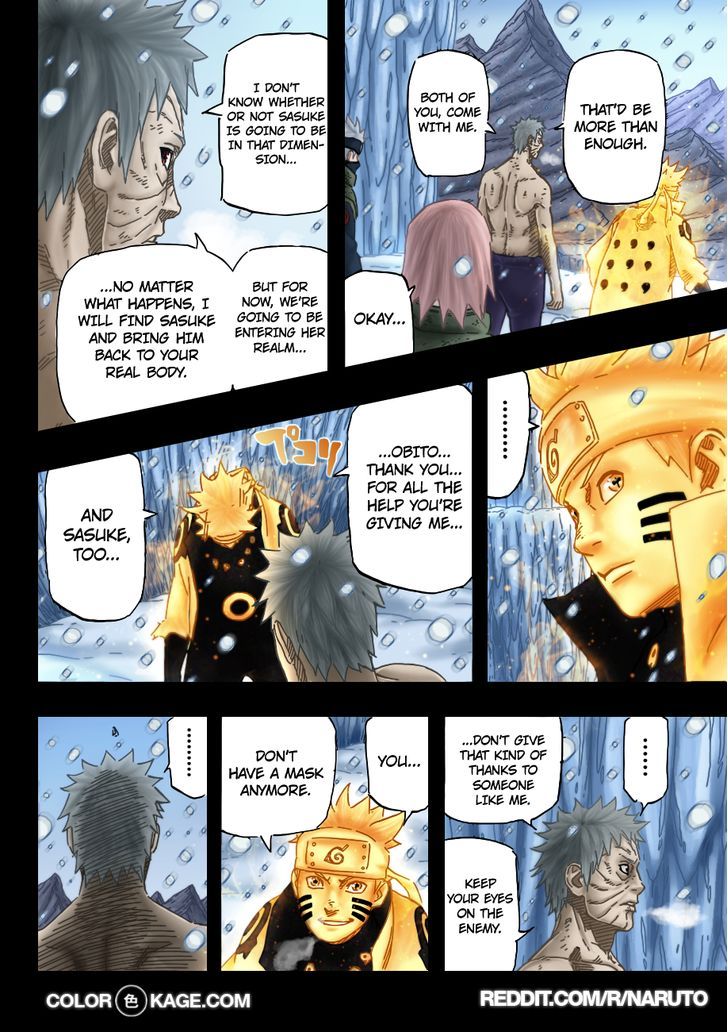 THAT'D BE
MORE THAN
ENOUGH.
BOTH OF
YOU, COME
WITH ME.
OKAY...
I DON'T
KNOW WHETHER
OR NOT SASUKE
IS GOING TO BE
IN THAT DIMEN-
SION...
BUT FOR
NOW, WE'RE
GOING TO BE
ENTERING HER
REALM...
...NO MATTER
WHAT HAPPENS, I
WILL FIND SASUKE
AND BRING HIM
BACK TO YOUR
REAL BODY.
........
...OBITO...
THANK YOU...
FOR ALL THE
HELP YOU'RE
GIVING ME...
ペコリ
AND
SASUKE,
TOO...
...DON'T GIVE
THAT KIND OF
THANKS TO
SOMEONE
LIKE ME.
KEEP
YOUR EYES
ON THE
ENEMY.
YOU...
DON'T
HAVE A MASK
ANYMORE.
........
COLOR 色 KAGE.COM
REDDIT.COM/R/NARUTO